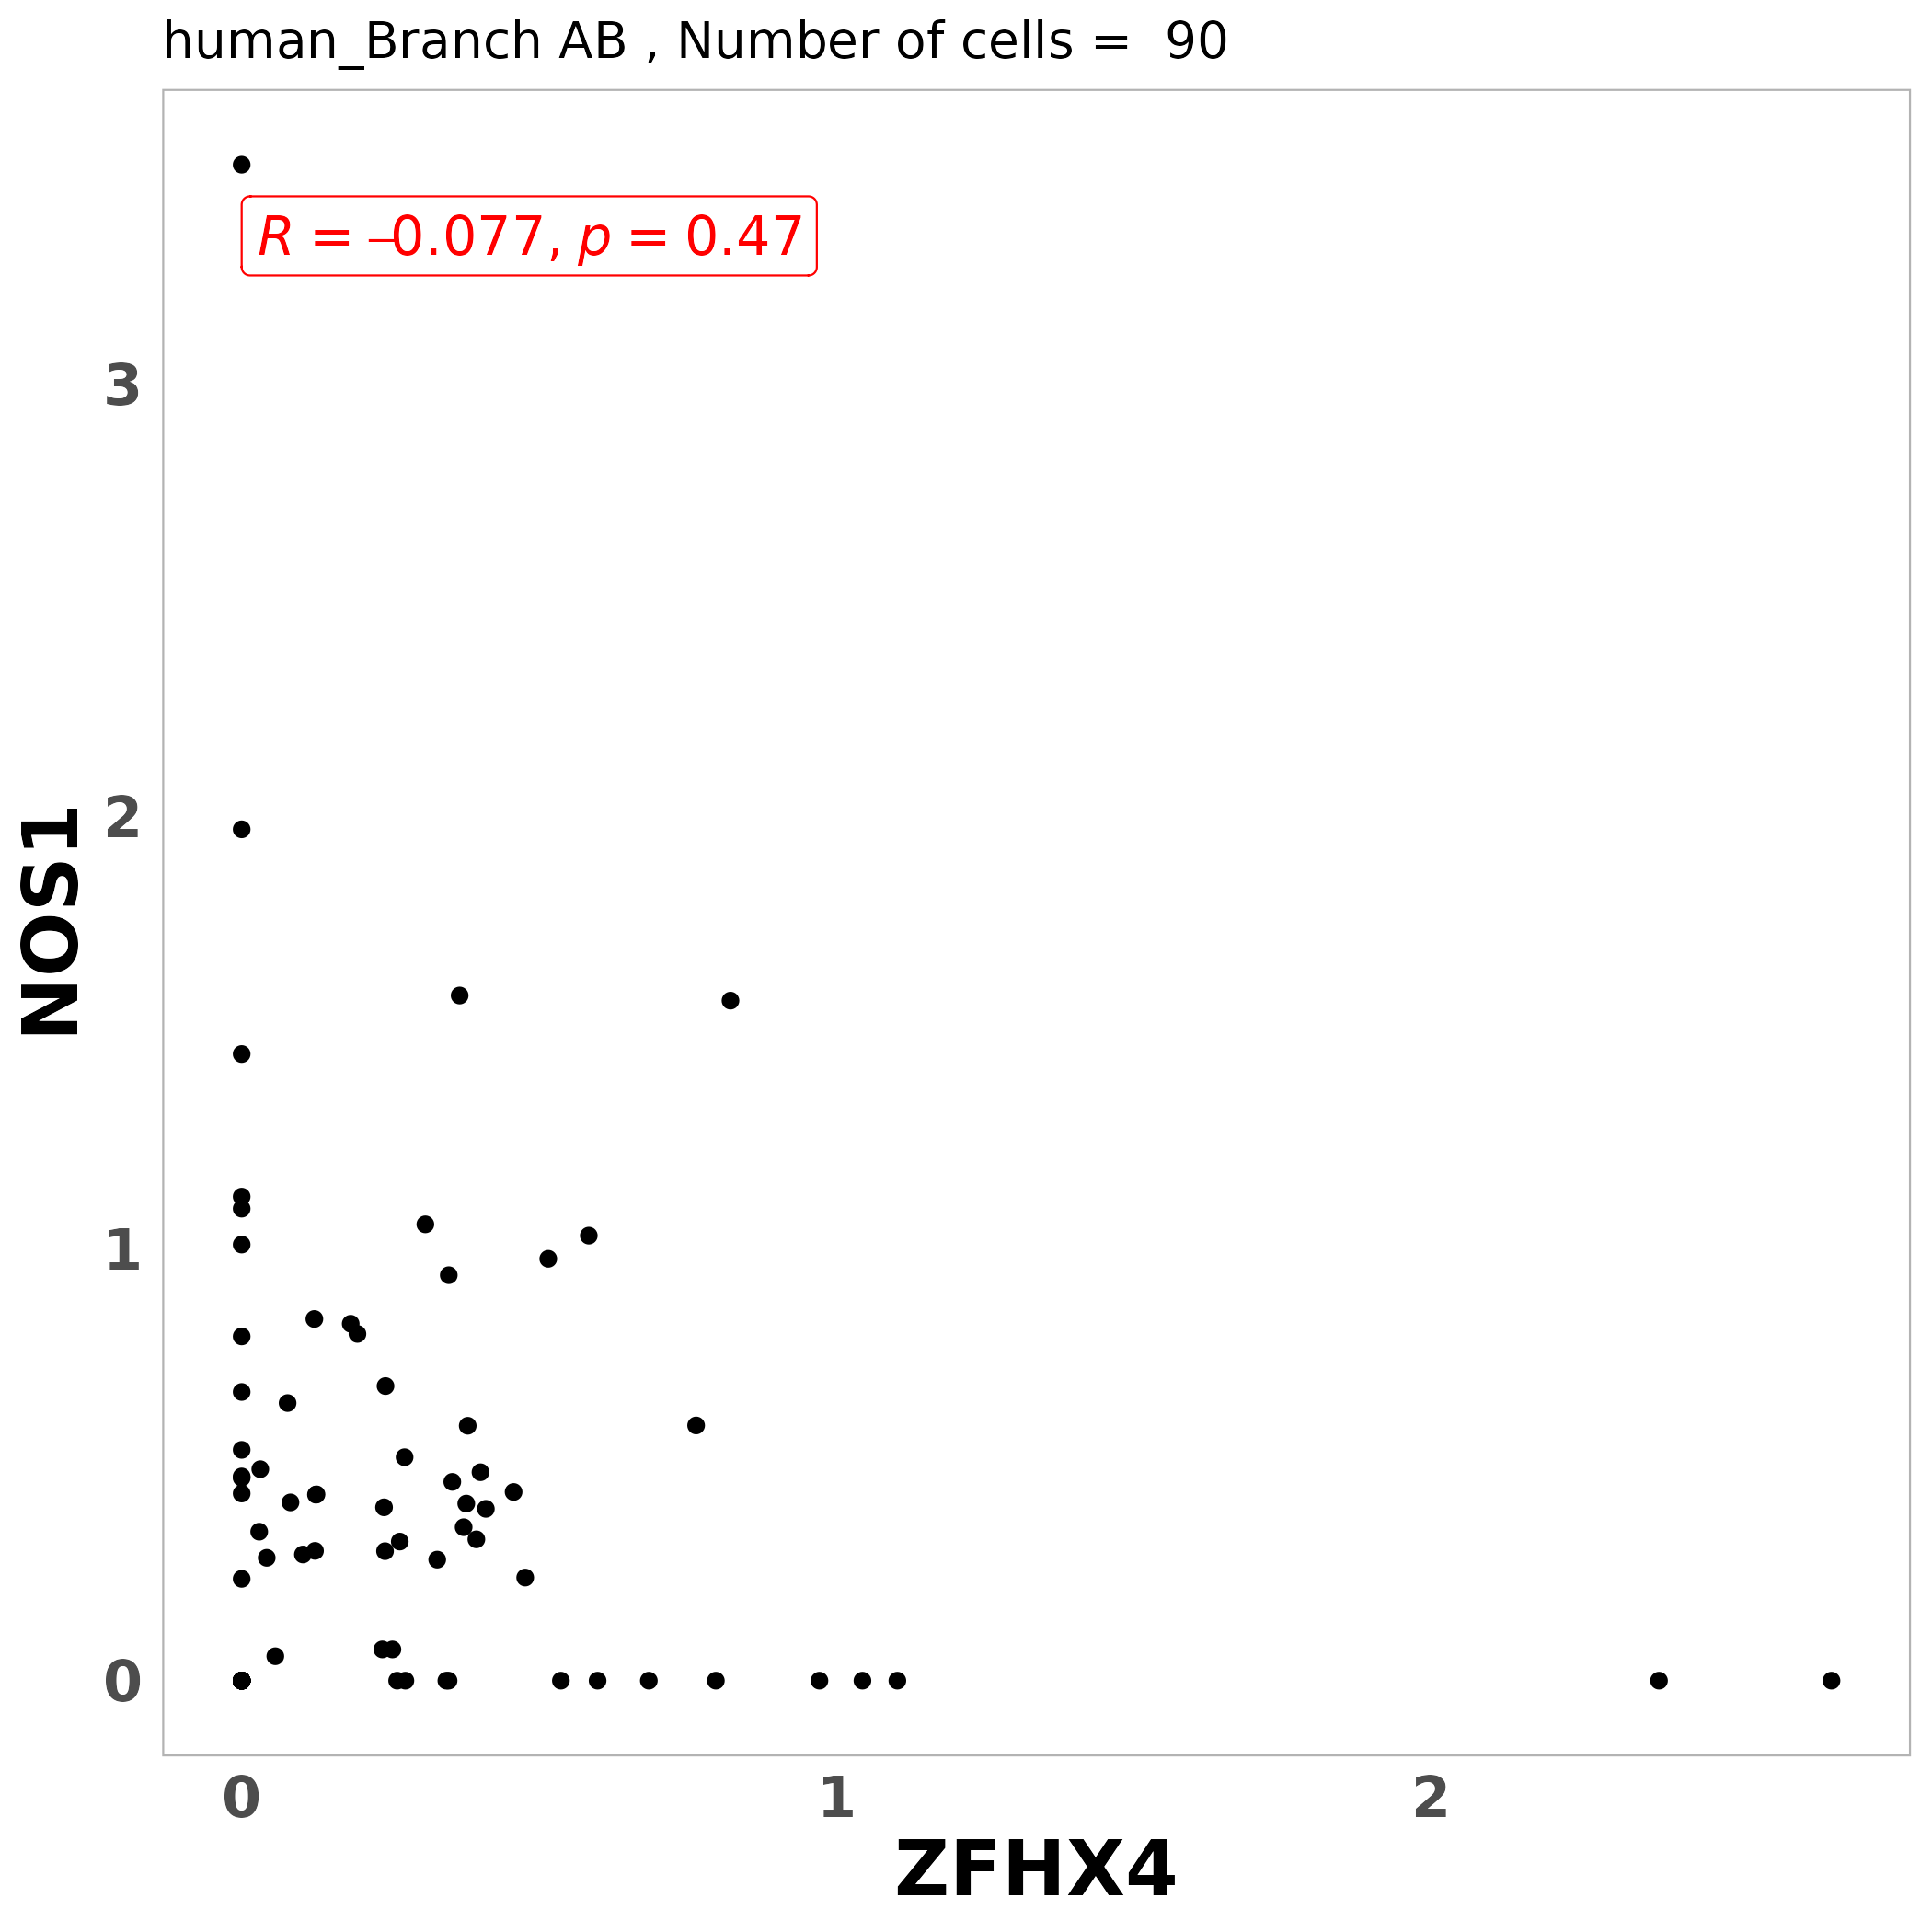 human_Branch AB , Number of cells =  90
R = –0.077, p = 0.47
3
2
1
0
NOS1
0 1 2
ZFHX4